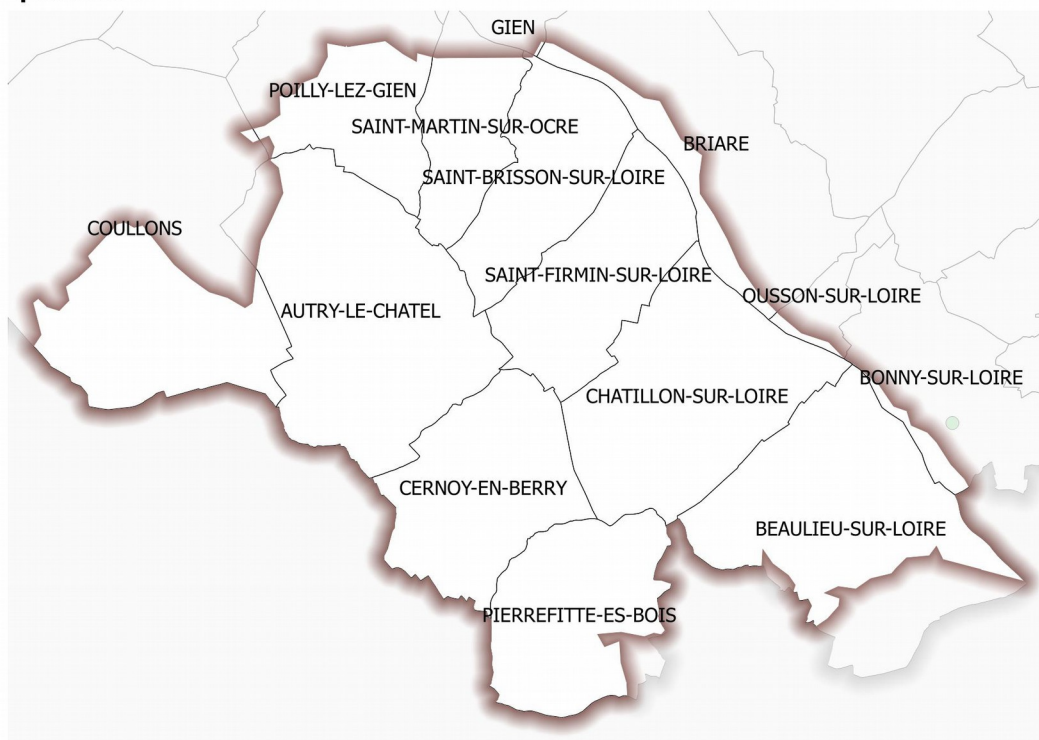 GIEN
POILLY-LEZ-GIEN
SAINT-MARTIN-SUR-OCRE
BRIARE
SAINT-BRISSON-SUR-LOIRE
COULLONS
SAINT-FIRMIN-SUR-LOIRE
OUSSON-SUR-LOIRE
AUTRY-LE-CHATEL
BONNY-SUR-LOIRE
CHATILLON-SUR-LOIRE
CERNOY-EN-BERRY
BEAULIEU-SUR-LOIRE
PIERREFITTE-ES-BOIS